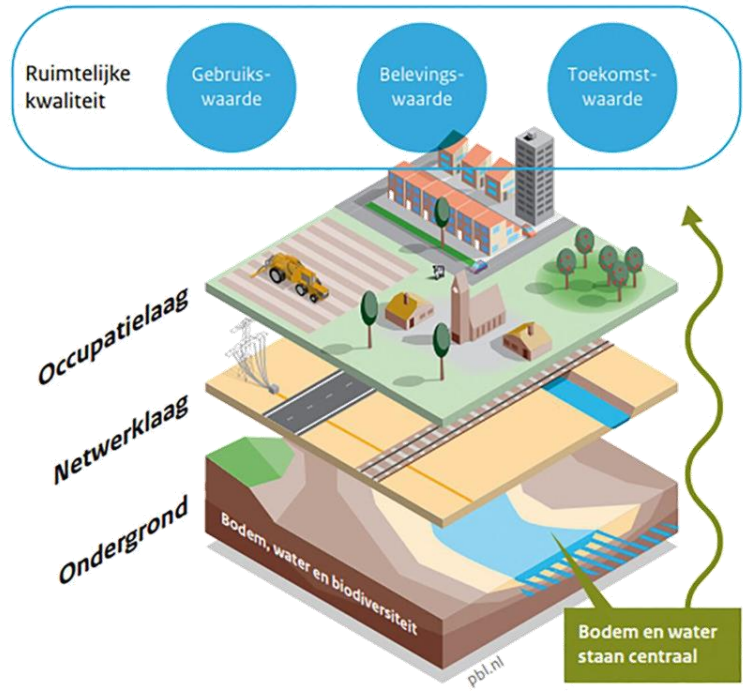 Ruimtelijke
kwaliteit
Gebruiks-
waarde
Belevings-
waarde
Toekomst-
waarde
Occupatielaag
Netwerklaag
Ondergrond
Bodem, water en biodiversiteit
Bodem en water
staan centraal
pbl.nl